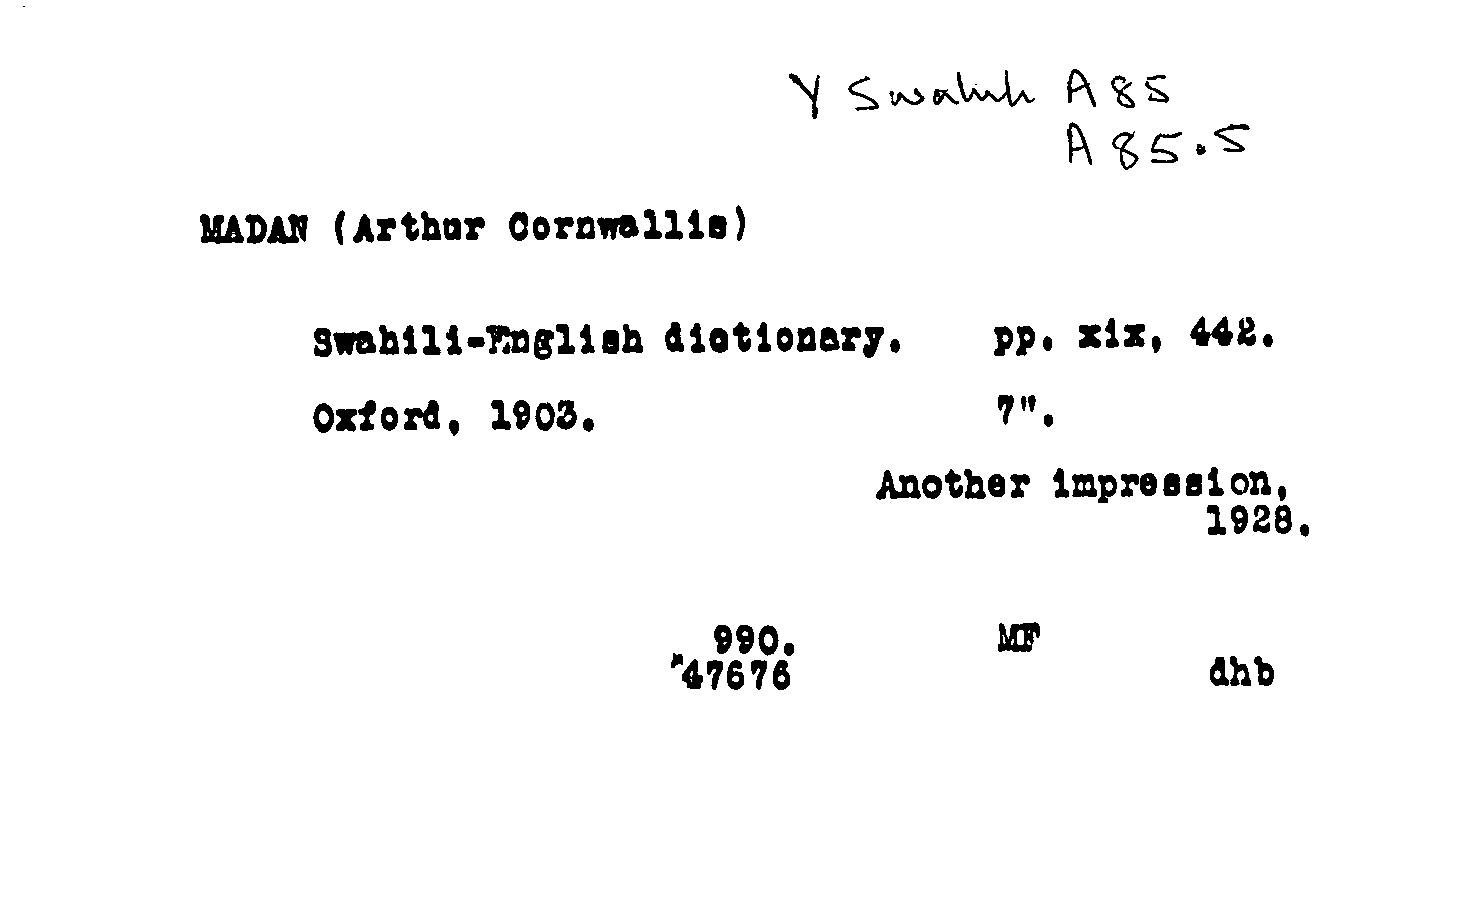 Y Swahili A85
A85.5
MADAN (Arthur Cornwallis)
Swahili-English dictionary. pp. xix, 442.
Oxford, 1903. 7".
Another impression,
1928.
990. MF
"47676 dhb